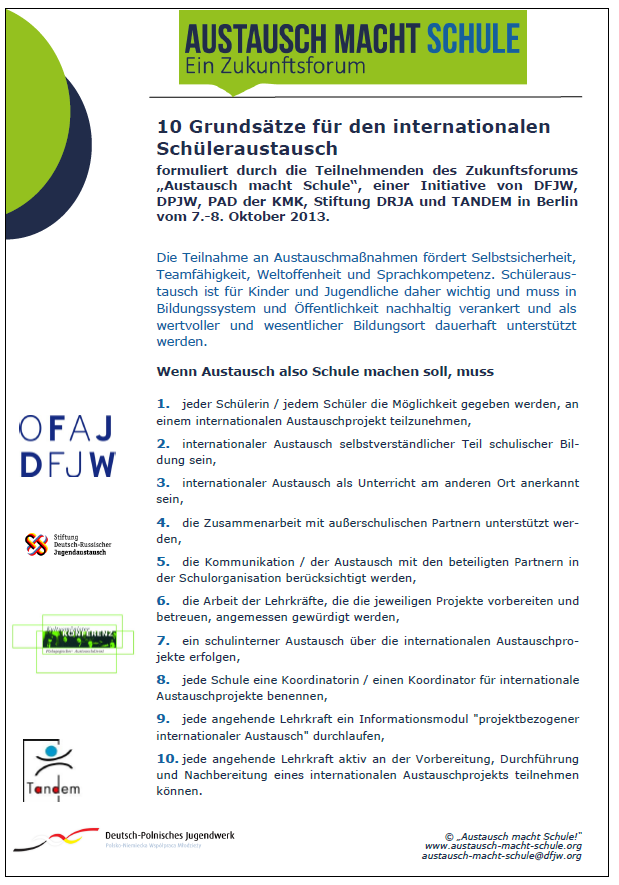 AUSTAUSCH MACHT SCHULE
Ein Zukunftsforum
10 Grundsätze für den internationalen
Schüleraustausch
formuliert durch die Teilnehmenden des Zukunftsforums
„Austausch macht Schule“, einer Initiative von DFJW,
DPJW, PAD der KMK, Stiftung DRJA und TANDEM in Berlin
vom 7.-8. Oktober 2013.
Die Teilnahme an Austauschmaßnahmen fördert Selbstsicherheit,
Teamfähigkeit, Weltoffenheit und Sprachkompetenz. Schüleraus-
tausch ist für Kinder und Jugendliche daher wichtig und muss in
Bildungssystem und Öffentlichkeit nachhaltig verankert und als
wertvoller und wesentlicher Bildungsort dauerhaft unterstützt
werden.
Wenn Austausch also Schule machen soll, muss
1. jeder Schülerin / jedem Schüler die Möglichkeit gegeben werden, an
einem internationalen Austauschprojekt teilzunehmen,
2. internationaler Austausch selbstverständlicher Teil schulischer Bil-
dung sein,
3. internationaler Austausch als Unterricht am anderen Ort anerkannt
sein,
4. die Zusammenarbeit mit außerschulischen Partnern unterstützt wer-
den,
5. die Kommunikation / der Austausch mit den beteiligten Partnern in
der Schulorganisation berücksichtigt werden,
6. die Arbeit der Lehrkräfte, die die jeweiligen Projekte vorbereiten und
betreuen, angemessen gewürdigt werden,
7. ein schulinterner Austausch über die internationalen Austauschpro-
jekte erfolgen,
8. jede Schule eine Koordinatorin / einen Koordinator für internationale
Austauschprojekte benennen,
9. jede angehende Lehrkraft ein Informationsmodul "projektbezogener
internationaler Austausch" durchlaufen,
10. jede angehende Lehrkraft aktiv an der Vorbereitung, Durchführung
und Nachbereitung eines internationalen Austauschprojekts teilnehmen
können.
OFAJ
DFJW
Stiftung
Deutsch-Russischer
Jugendaustausch
Kultusminister
KONFERENZ
Pädagogischer Austauschdienst
Tandem
Deutsch-Polnisches Jugendwerk
Polsko-Niemiecka Współpraca Młodzieży
© „Austausch macht Schule!“
www.austausch-macht-schule.org
austausch-macht-schule@dfjw.org